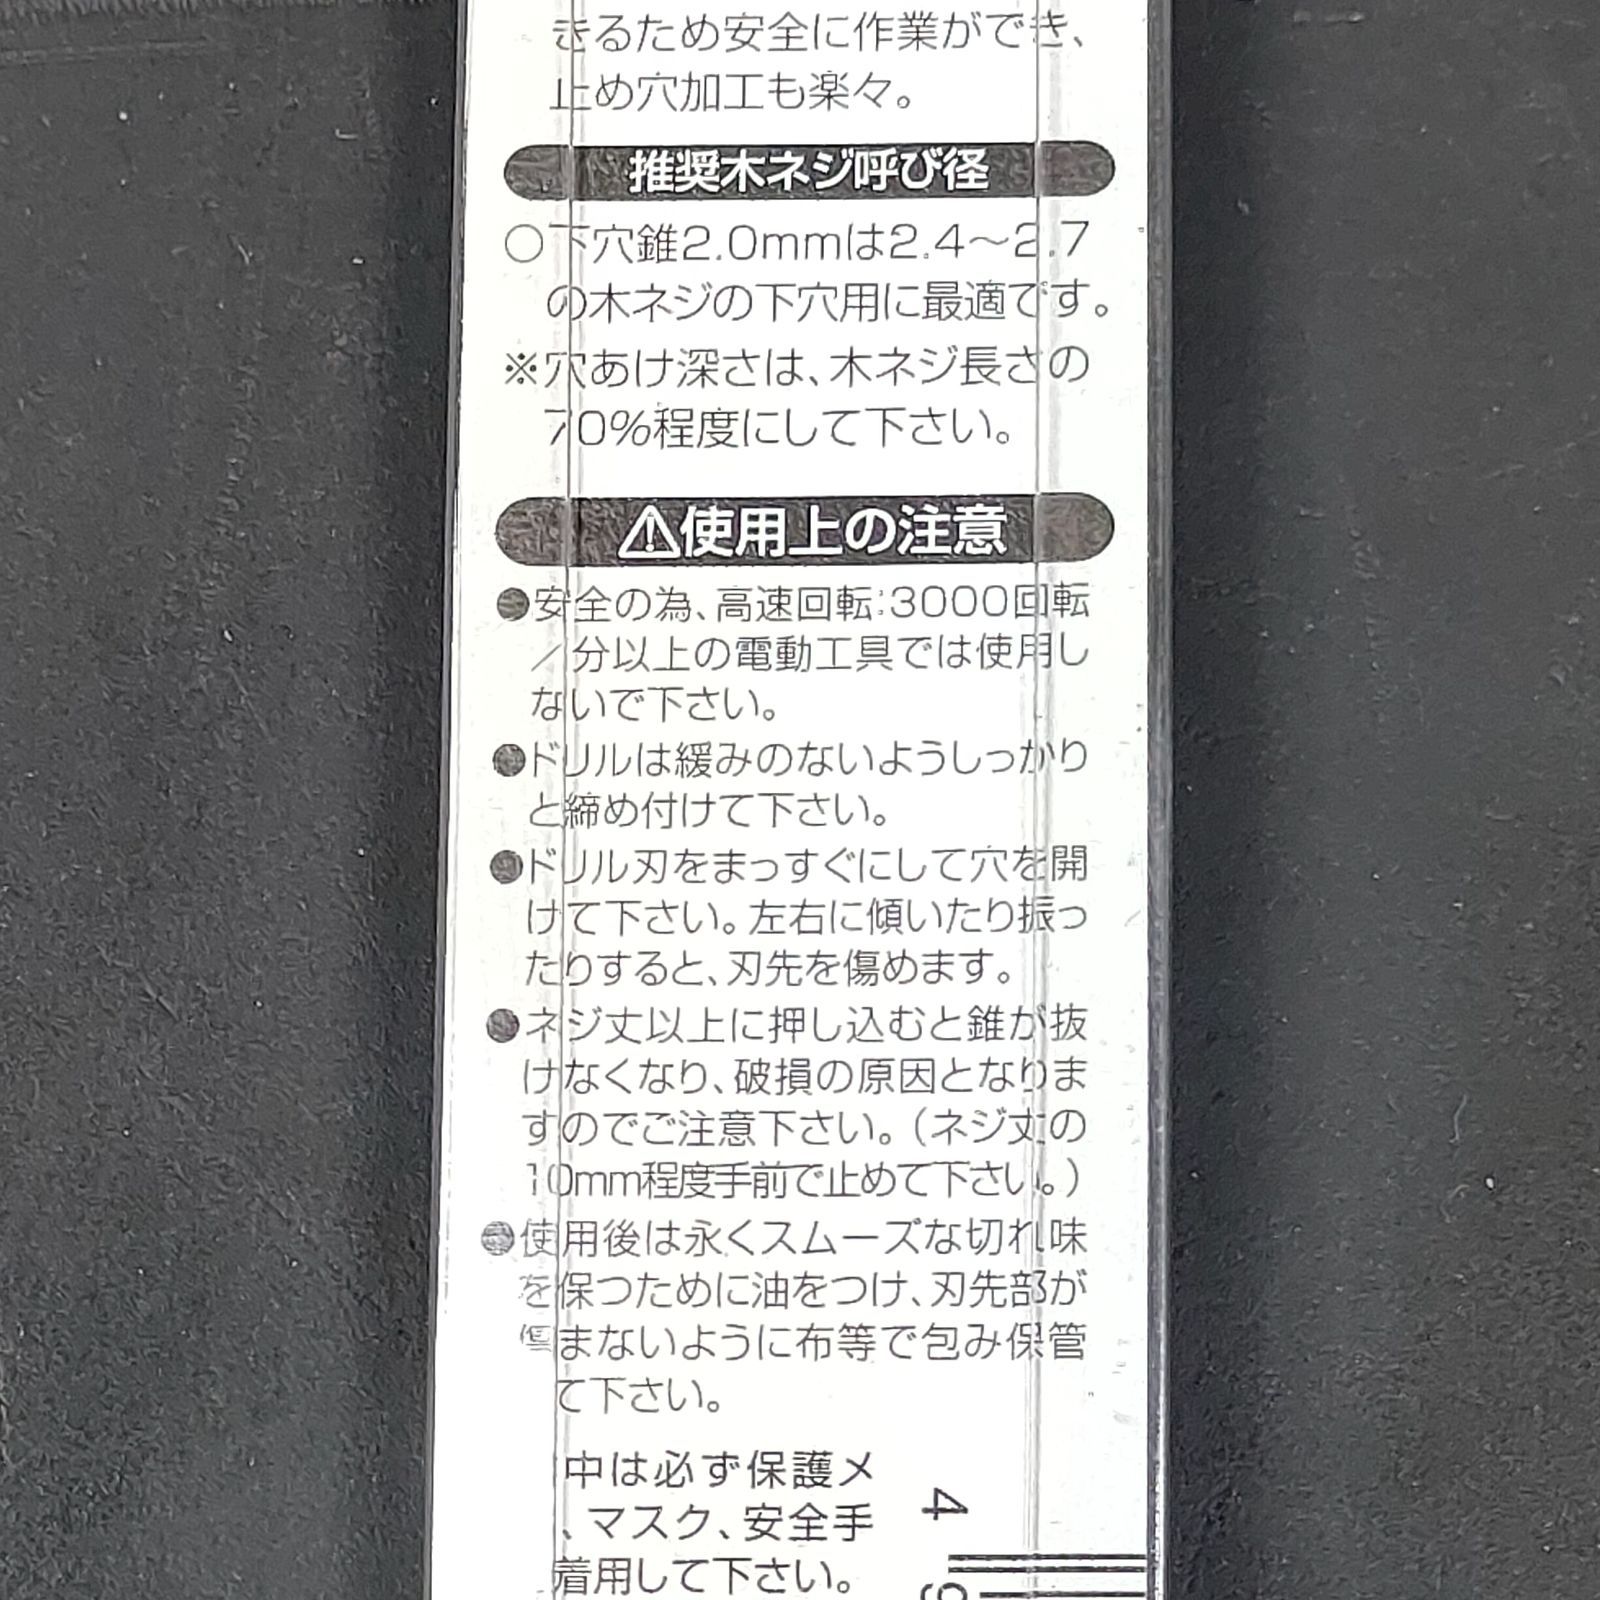 きるため安全に作業ができ、
止め穴加工も楽々。
推奨木ネジ呼び径
○下穴錐2.0mmは2.4〜2.7
の木ネジの下穴用に最適です。
※穴あけ深さは、木ネジ長さの
70%程度にして下さい。
⚠使用上の注意
●安全の為、高速回転:3000回転
/分以上の電動工具では使用し
ないで下さい。
●ドリルは緩みのないようしっかり
と締め付けて下さい。
●ドリル刃をまっすぐにして穴を開
けて下さい。左右に傾いたり振っ
たりすると、刃先を傷めます。
●ネジ丈以上に押し込むと錐が抜
けなくなり、破損の原因となりま
すのでご注意下さい。(ネジ丈の
10mm程度手前で止めて下さい。)
●使用後は永くスムーズな切れ味
を保つために油をつけ、刃先部が
傷まないように布等で包み保管
て下さい。
中は必ず保護メ
、マスク、安全手
着用して下さい。
4